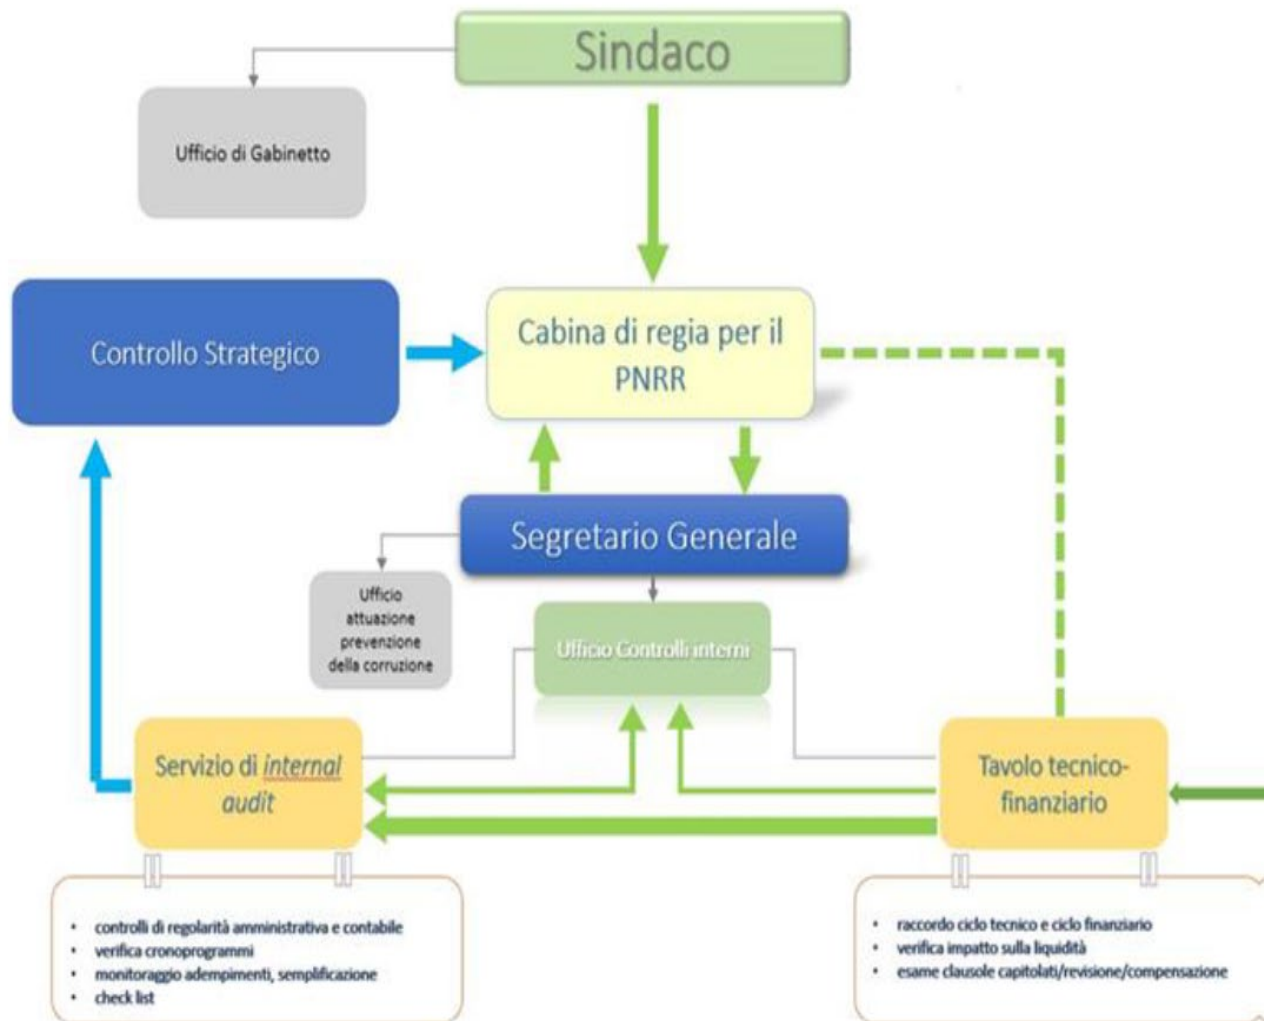 Sindaco
Ufficio di Gabinetto
Controllo Strategico
Cabina di regia per il
PNRR
Segretario Generale
Ufficio
attuazione
prevenzione
della corruzione
Ufficio Controlli interni
Servizio di internal
audit
Tavolo tecnico-
finanziario
• controlli di regolarità amministrativa e contabile
• verifica cronoprogrammi
• monitoraggio adempimenti, semplificazione
• check list
• raccordo ciclo tecnico e ciclo finanziario
• verifica impatto sulla liquidità
• esame clausole capitolati/revisione/compensazione